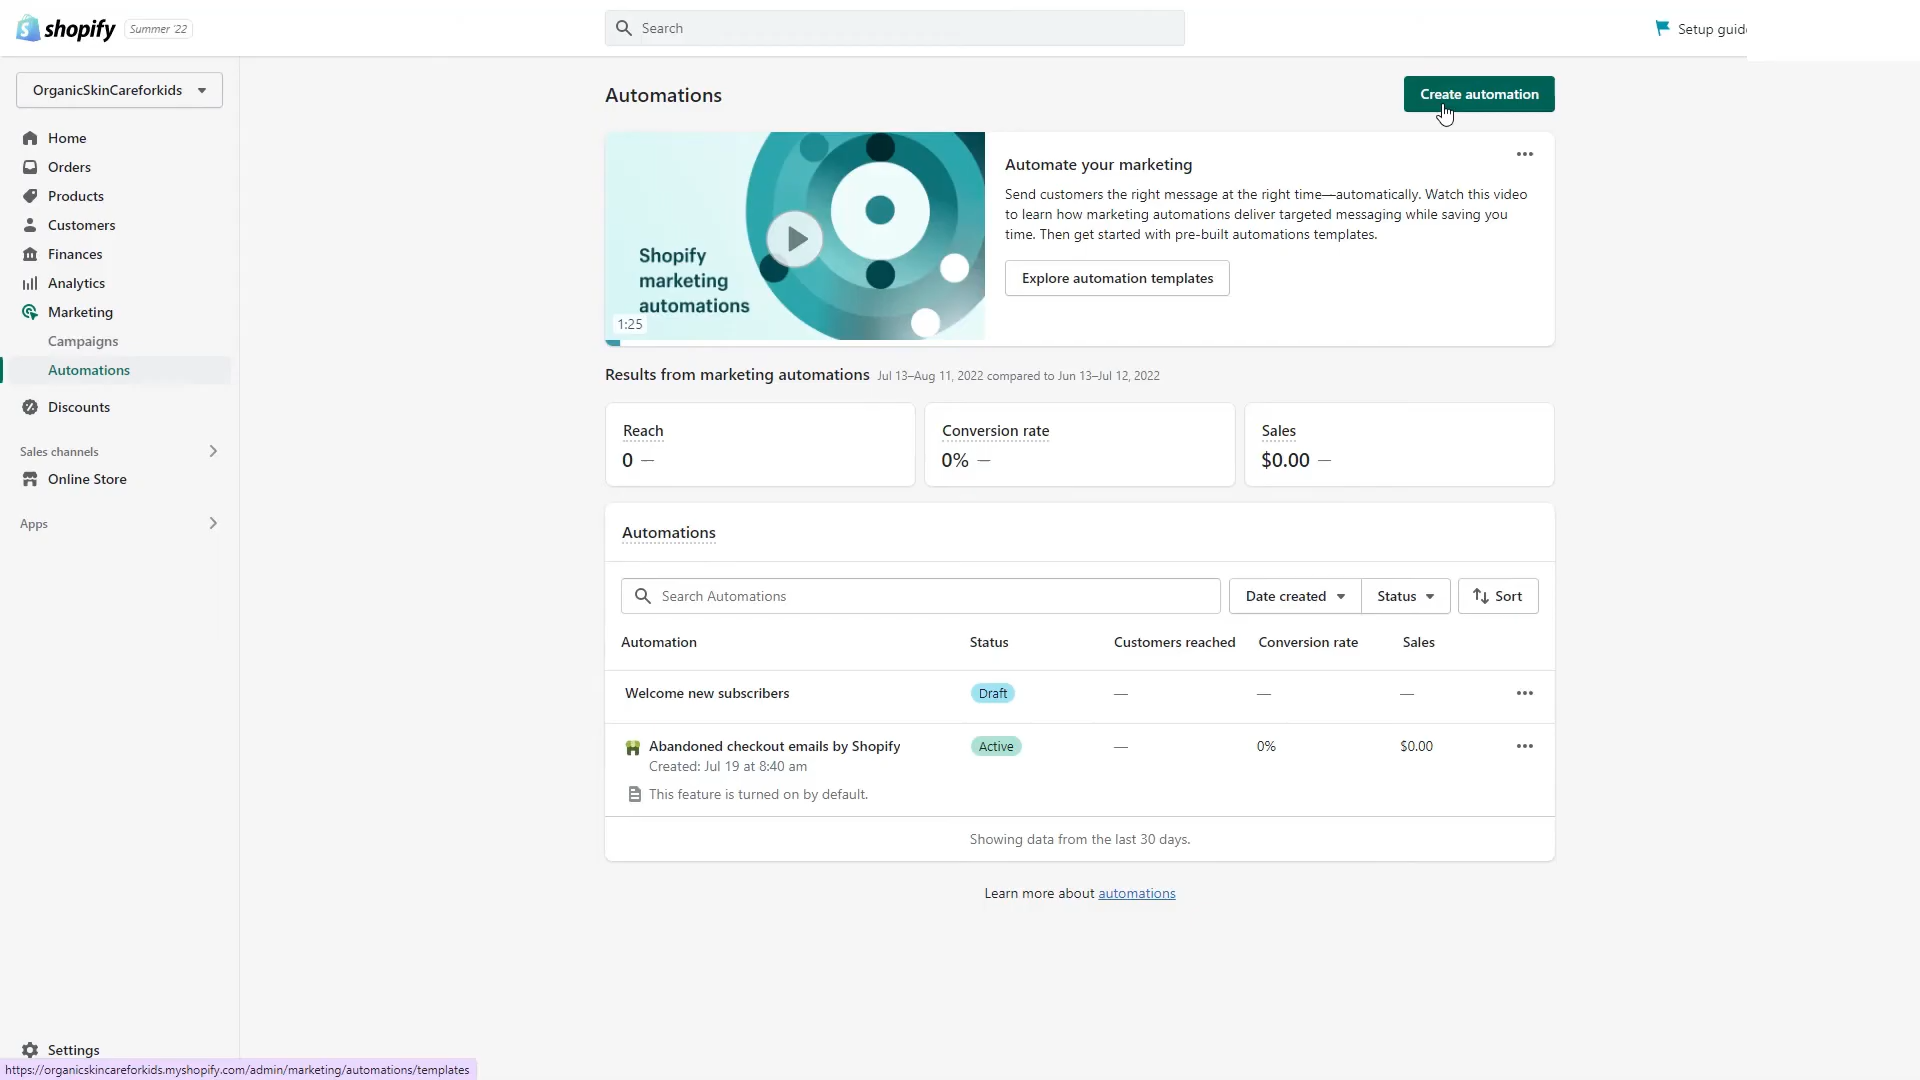 shopify Summer '22
Search
Setup guid
OrganicSkinCareforkids
Home
Orders
Products
Customers
Finances
Analytics
Marketing
Campaigns
Automations
Discounts
Sales channels
Online Store
Apps
Settings
https://organicskincareforkids.myshopify.com/admin/marketing/automations/templates
Automations
Create automation
Shopify
marketing
automations
1:25
Automate your marketing
Send customers the right message at the right time—automatically. Watch this video
to learn how marketing automations deliver targeted messaging while saving you
time. Then get started with pre-built automations templates.
Explore automation templates
Results from marketing automations Jul 13–Aug 11, 2022 compared to Jun 13–Jul 12, 2022
Reach
0 —
Conversion rate
0% —
Sales
$0.00 —
Automations
Search Automations
Date created
Status
Sort
Automation Status Customers reached Conversion rate Sales
Welcome new subscribers Draft — — —
Abandoned checkout emails by Shopify Active — 0% $0.00
Created: Jul 19 at 8:40 am
This feature is turned on by default.
Showing data from the last 30 days.
Learn more about automations